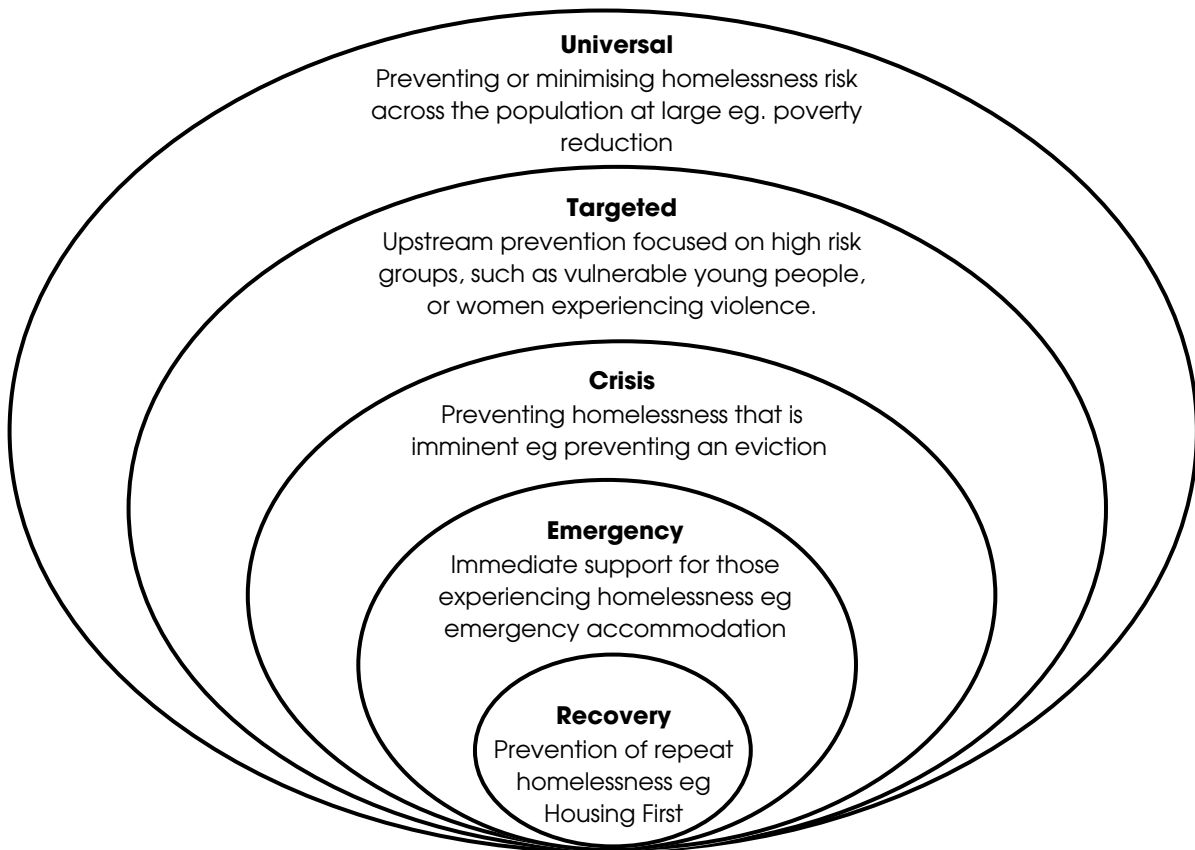 Universal
Preventing or minimising homelessness risk
across the population at large eg. poverty
reduction
Targeted
Upstream prevention focused on high risk
groups, such as vulnerable young people,
or women experiencing violence.
Crisis
Preventing homelessness that is
imminent eg preventing an eviction
Emergency
Immediate support for those
experiencing homelessness eg
emergency accommodation
Recovery
Prevention of repeat
homelessness eg
Housing First